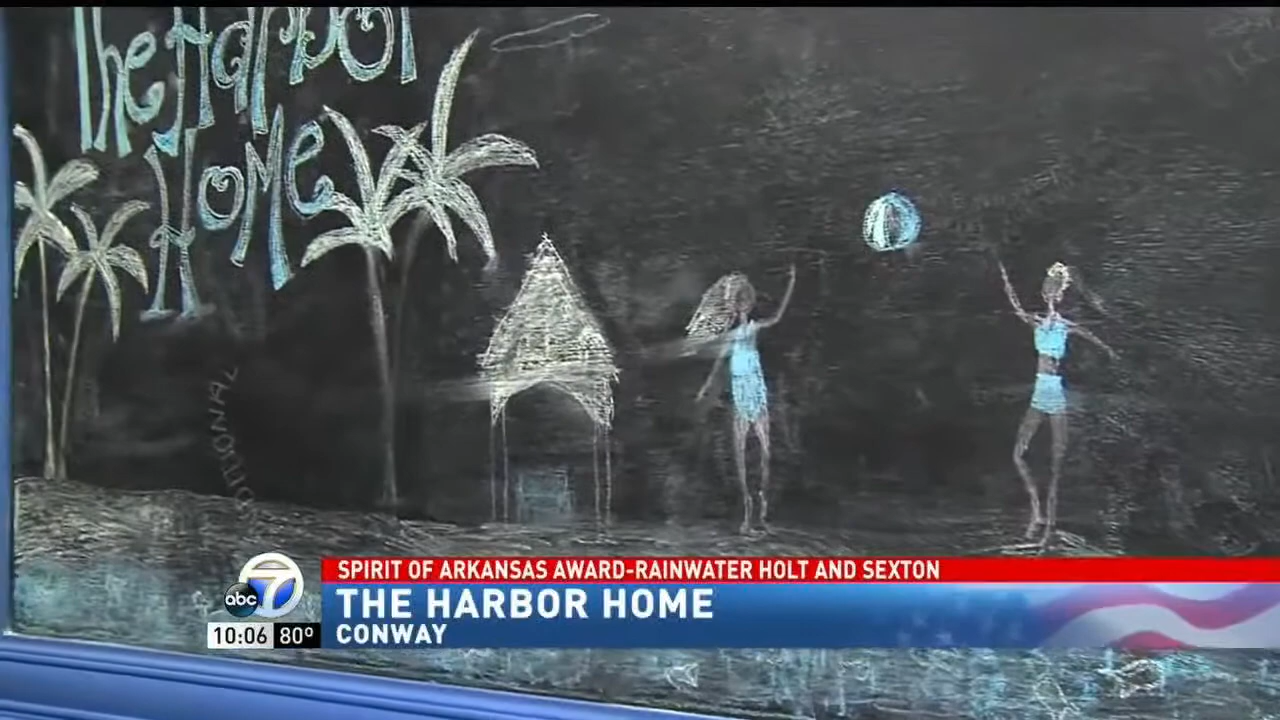 The Harbor
Home
SPIRIT OF ARKANSAS AWARD-RAINWATER HOLT AND SEXTON
abc 7
THE HARBOR HOME
10:06 80°
CONWAY